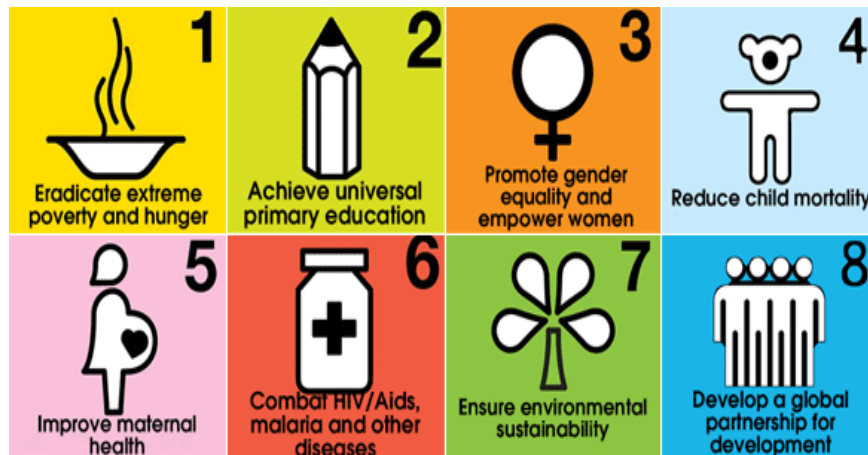 1
Eradicate extreme
poverty and hunger
2
Achieve universal
primary education
3
Promote gender
equality and
empower women
4
Reduce child mortality
5
Improve maternal
health
6
Combat HIV/Aids,
malaria and other
diseases
7
Ensure environmental
sustainability
8
Develop a global
partnership for
development